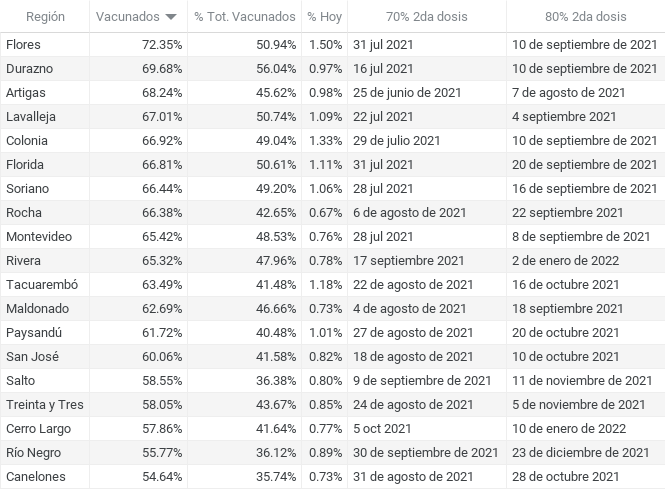 Región Vacunados % Tot. Vacunados % Hoy 70% 2da dosis 80% 2da dosis
Flores 72.35% 50.94% 1.50% 31 jul 2021 10 de septiembre de 2021
Durazno 69.68% 56.04% 0.97% 16 jul 2021 10 de septiembre de 2021
Artigas 68.24% 45.62% 0.98% 25 de junio de 2021 7 de agosto de 2021
Lavalleja 67.01% 50.74% 1.09% 22 jul 2021 4 septiembre 2021
Colonia 66.92% 49.04% 1.33% 29 de julio de 2021 10 de septiembre de 2021
Florida 66.81% 50.61% 1.11% 31 jul 2021 20 de septiembre de 2021
Soriano 66.44% 49.20% 1.06% 28 jul 2021 16 de septiembre de 2021
Rocha 66.38% 42.65% 0.67% 6 de agosto de 2021 22 septiembre 2021
Montevideo 65.42% 48.53% 0.76% 28 jul 2021 8 de septiembre de 2021
Rivera 65.32% 47.96% 0.78% 17 septiembre 2021 2 de enero de 2022
Tacuarembó 63.49% 41.48% 1.18% 22 de agosto de 2021 16 de octubre 2021
Maldonado 62.69% 46.66% 0.73% 4 de agosto de 2021 18 septiembre 2021
Paysandú 61.72% 40.48% 1.01% 27 de agosto de 2021 20 de octubre 2021
San José 60.06% 41.58% 0.82% 18 de agosto de 2021 10 de octubre 2021
Salto 58.55% 36.38% 0.80% 9 de septiembre de 2021 11 de noviembre de 2021
Treinta y Tres 58.05% 43.67% 0.85% 24 de agosto de 2021 5 de noviembre de 2021
Cerro Largo 57.86% 41.64% 0.77% 5 oct 2021 10 de enero de 2022
Río Negro 55.77% 36.12% 0.89% 30 de septiembre de 2021 23 de diciembre de 2021
Canelones 54.64% 35.74% 0.73% 31 de agosto de 2021 28 de octubre de 2021